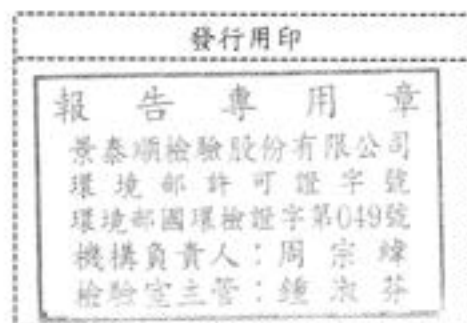 發行用印
報告專用章
景泰順檢驗股份有限公司
環境部許可證字號
環境部國環檢證字第049號
機構負責人：周宗緯
檢驗室主管：鍾淑芬